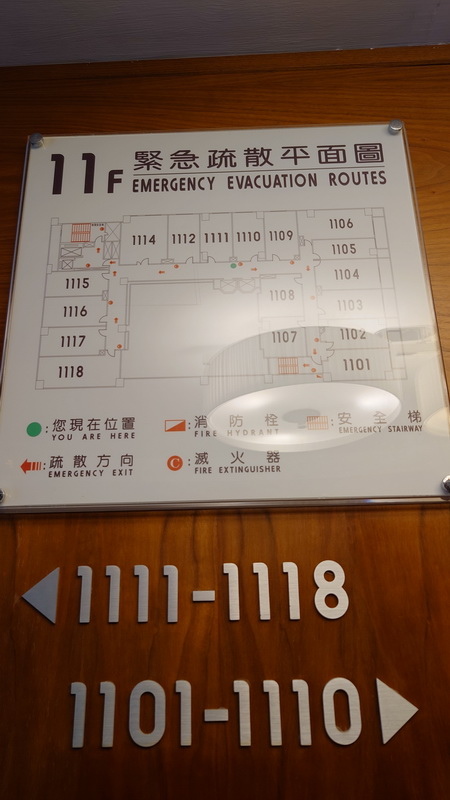 11F 緊急疏散平面圖
EMERGENCY EVACUATION ROUTES
1114 1112 1111 1110 1109 1106
1105
1104
1115
1116 1108 1103
1117 1107 1102
1118 1101
:您現在位置 :消防栓 :安全梯
YOU ARE HERE FIRE HYDRANT EMERGENCY STAIRWAY
:疏散方向 C:滅火器
EMERGENCY EXIT FIRE EXTINGUISHER
1111-1118
1101-1110